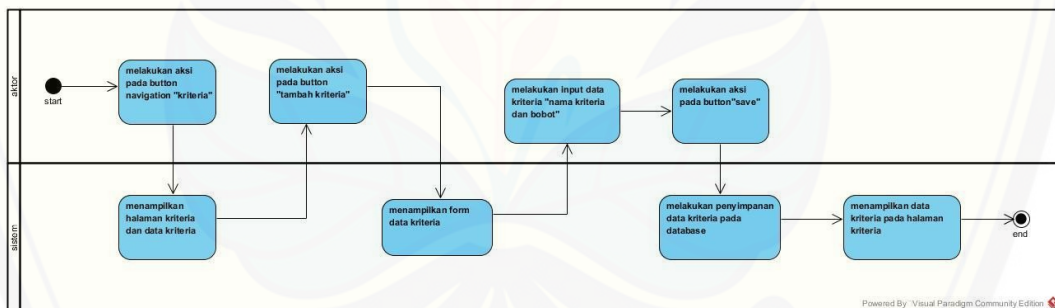 aktor
start
melakukan aksi
pada button
navigation "kriteria"
melakukan aksi
pada button
"tambah kriteria"
melakukan input data
kriteria "nama kriteria
dan bobot"
melakukan aksi
pada button"save"
sistem
menampilkan
halaman kriteria
dan data kriteria
menampilkan form
data kriteria
melakukan penyimpanan
data kriteria pada
database
menampilkan data
kriteria pada halaman
kriteria
end
Powered By Visual Paradigm Community Edition